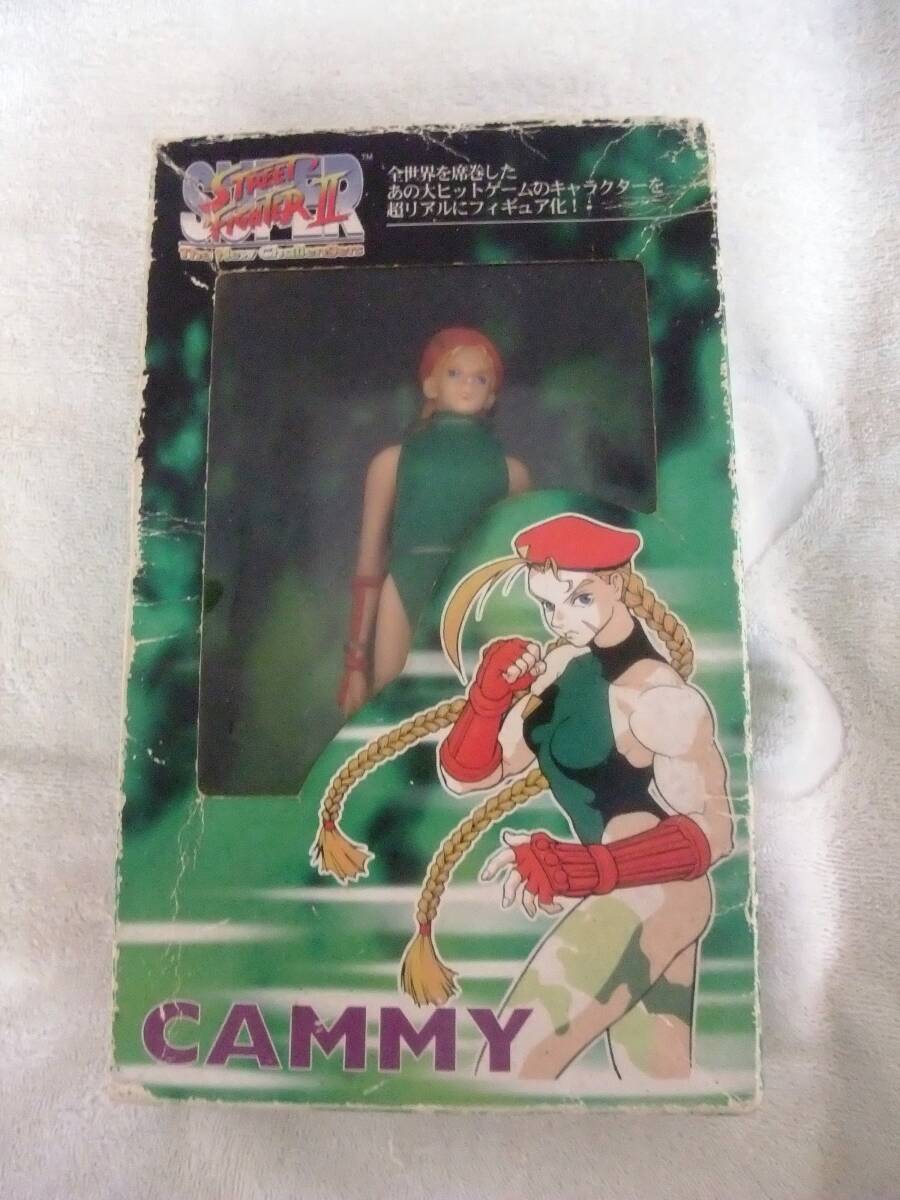 SUPER
STREET
FIGHTER II
TM
The New Challengers
全世界を席巻した
あの大ヒットゲームのキャラクターを
超リアルにフィギュア化!
CAMMY